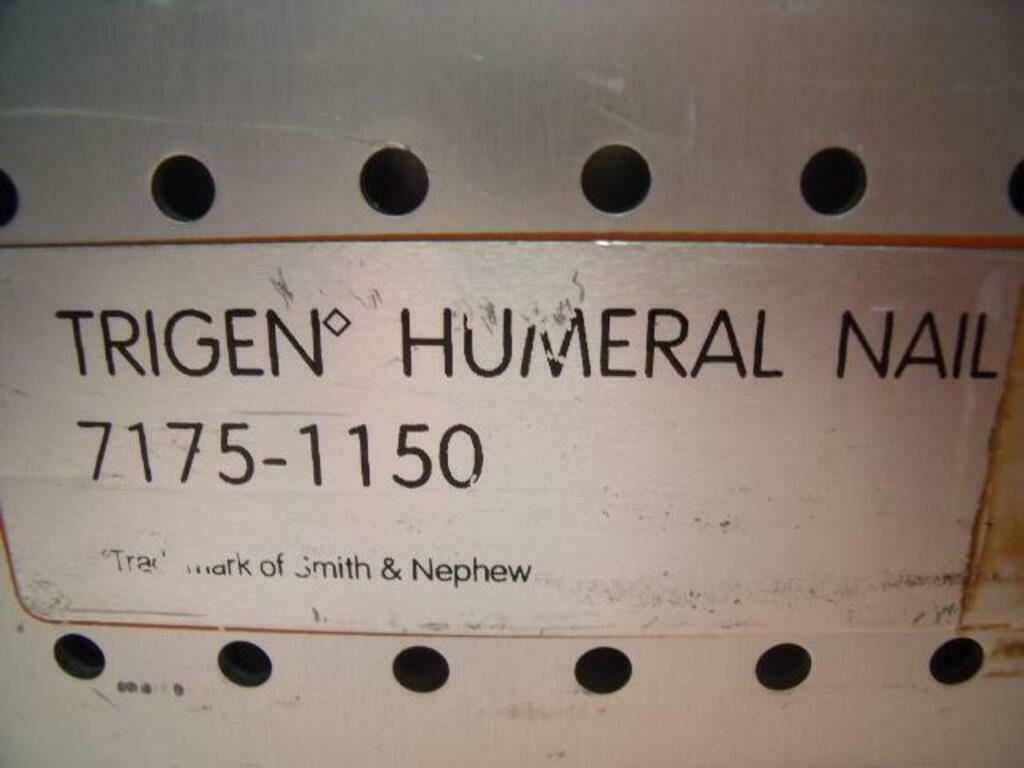 TRIGEN◇ HUMERAL NAIL
7175-1150
of Smith & Nephew